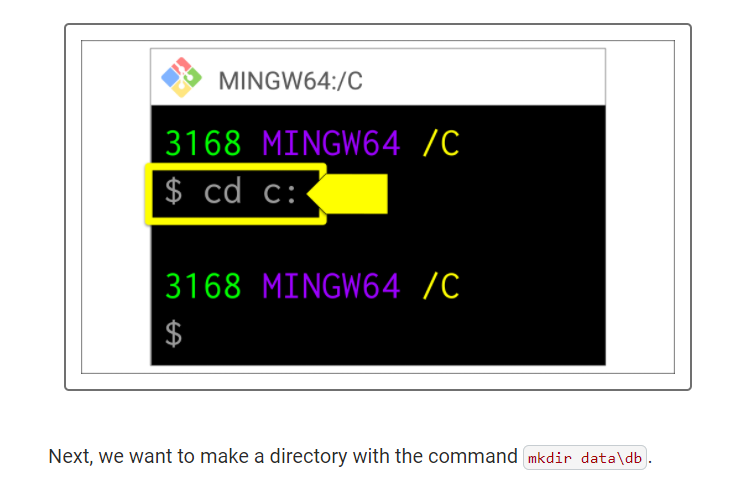 MINGW64:/C
3168 MINGW64 /C
$ cd c:
3168 MINGW64 /C
$
Next, we want to make a directory with the command mkdir data\db.